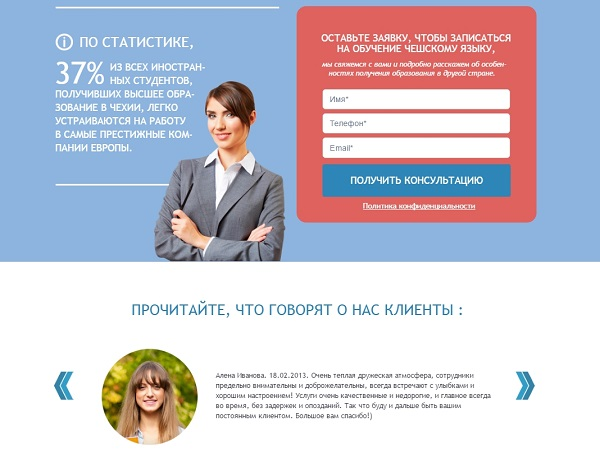 ПО СТАТИСТИКЕ,
37% ИЗ ВСЕХ ИНОСТРАН-
НЫХ СТУДЕНТОВ,
ПОЛУЧИВШИХ ВЫСШЕЕ ОБРА-
ЗОВАНИЕ В ЧЕХИИ, ЛЕГКО
УСТРАИВАЮТСЯ НА РАБОТУ
В САМЫЕ ПРЕСТИЖНЫЕ КОМ-
ПАНИИ ЕВРОПЫ.
ОСТАВЬТЕ ЗАЯВКУ, ЧТОБЫ ЗАПИСАТЬСЯ
НА ОБУЧЕНИЕ ЧЕШСКОМУ ЯЗЫКУ,
мы свяжемся с вами и подробно расскажем об особен-
ностях получения образования в другой стране.
Имя*
Телефон*
Email*
ПОЛУЧИТЬ КОНСУЛЬТАЦИЮ
Политика конфиденциальности
ПРОЧИТАЙТЕ, ЧТО ГОВОРЯТ О НАС КЛИЕНТЫ :
Алена Иванова. 18.02.2013. Очень теплая дружеская атмосфера, сотрудники
предельно внимательны и доброжелательны, всегда встречают с улыбками и
хорошим настроением! Услуги очень качественные и недорогие, и главное всегда
во время, без задержек и опозданий. Так что буду и дальше быть вашим
постоянным клиентом. Большое вам спасибо!)